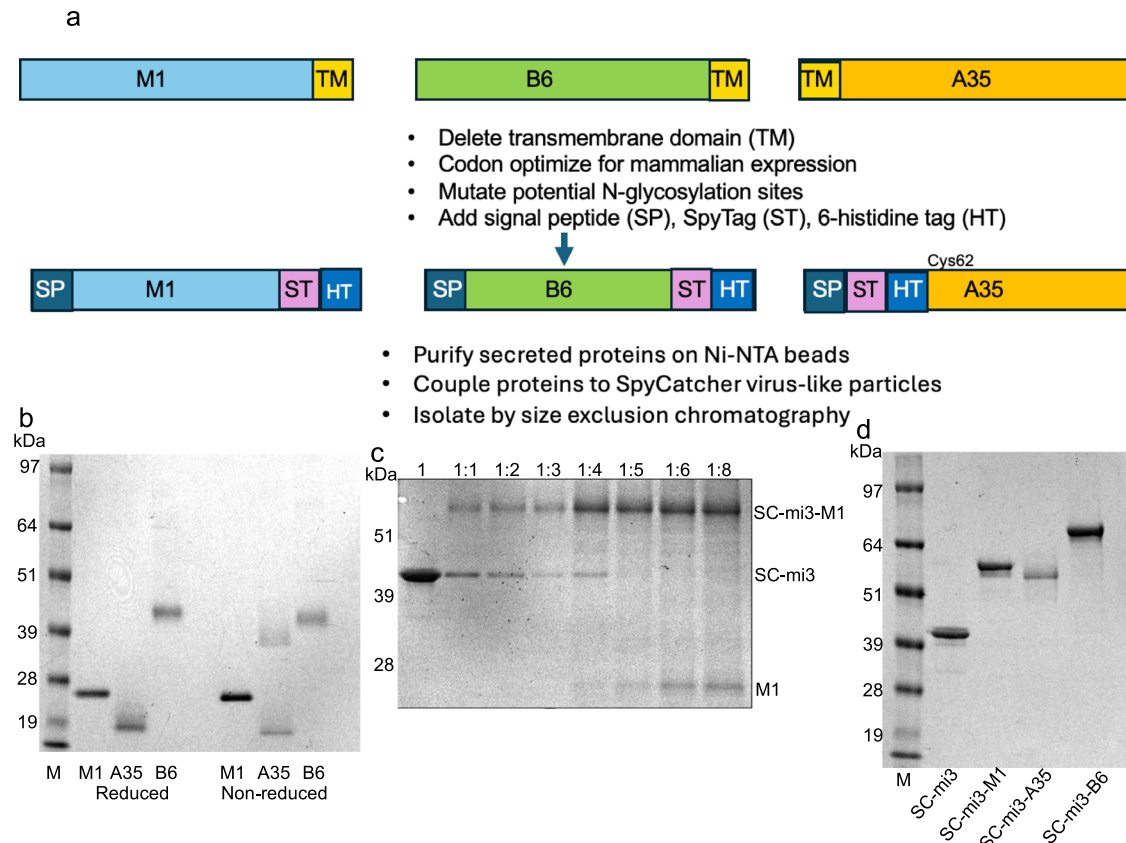 a
M1 TM B6 TM TM A35
• Delete transmembrane domain (TM)
• Codon optimize for mammalian expression
• Mutate potential N-glycosylation sites
• Add signal peptide (SP), SpyTag (ST), 6-histidine tag (HT)
Cys62
SP M1 ST HT SP B6 ST HT SP ST HT A35
• Purify secreted proteins on Ni-NTA beads
• Couple proteins to SpyCatcher virus-like particles
• Isolate by size exclusion chromatography
b
kDa
97
64
51
39
28
19
M M1 A35 B6 M1 A35 B6
Reduced Non-reduced
c
kDa 1 1:1 1:2 1:3 1:4 1:5 1:6 1:8
SC-mi3-M1
51
SC-mi3
39
28
M1
d
kDa
97
64
51
39
28
19
M SC-mi3 SC-mi3-M1 SC-mi3-A35 SC-mi3-B6